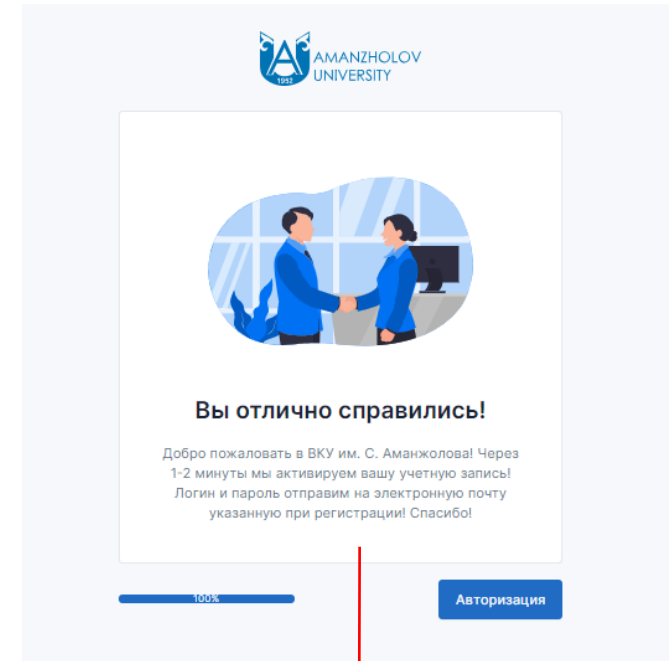 AMANZHOLOV
UNIVERSITY
1952
Вы отлично справились!
Добро пожаловать в ВКУ им. С. Аманжолова! Через
1-2 минуты мы активируем вашу учетную запись!
Логин и пароль отправим на электронную почту
указанную при регистрации! Спасибо!
100%
Авторизация